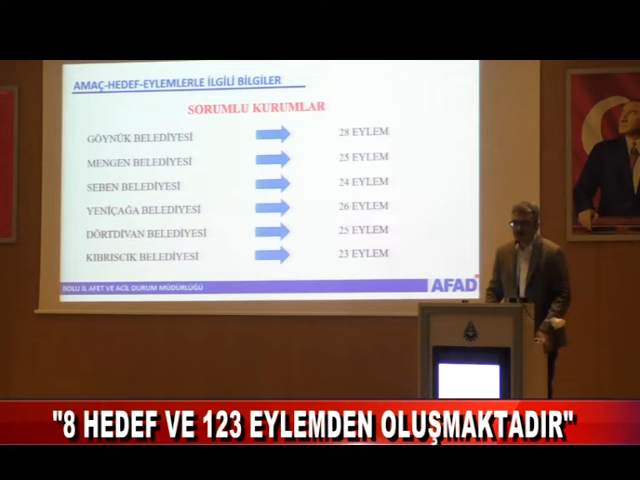 AMAÇ-HEDEF-EYLEMLERLE İLGİLİ BİLGİLER
SORUMLU KURUMLAR
GÖYNÜK BELEDİYESİ 28 EYLEM
MENGEN BELEDİYESİ 25 EYLEM
SEBEN BELEDİYESİ 24 EYLEM
YENİÇAĞA BELEDİYESİ 26 EYLEM
DÖRTDİVAN BELEDİYESİ 25 EYLEM
KIBRISCIK BELEDİYESİ 23 EYLEM
BOLU İL AFET VE ACİL DURUM MÜDÜRLÜĞÜ
AFAD
"8 HEDEF VE 123 EYLEMDEN OLUŞMAKTADIR"